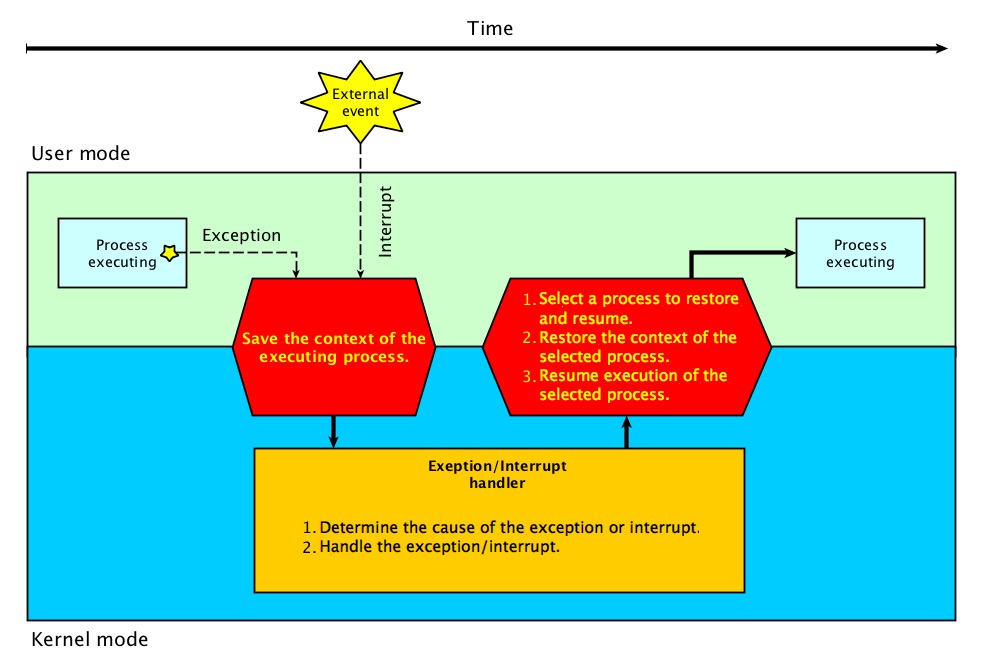 Time
External
event
User mode
Interrupt
Process
executing
Exception
Process
executing
Save the context of the
executing process.
1. Select a process to restore
and resume.
2. Restore the context of the
selected process.
3. Resume execution of the
selected process.
Exeption/Interrupt
handler
1. Determine the cause of the exception or interrupt.
2. Handle the exception/interrupt.
Kernel mode